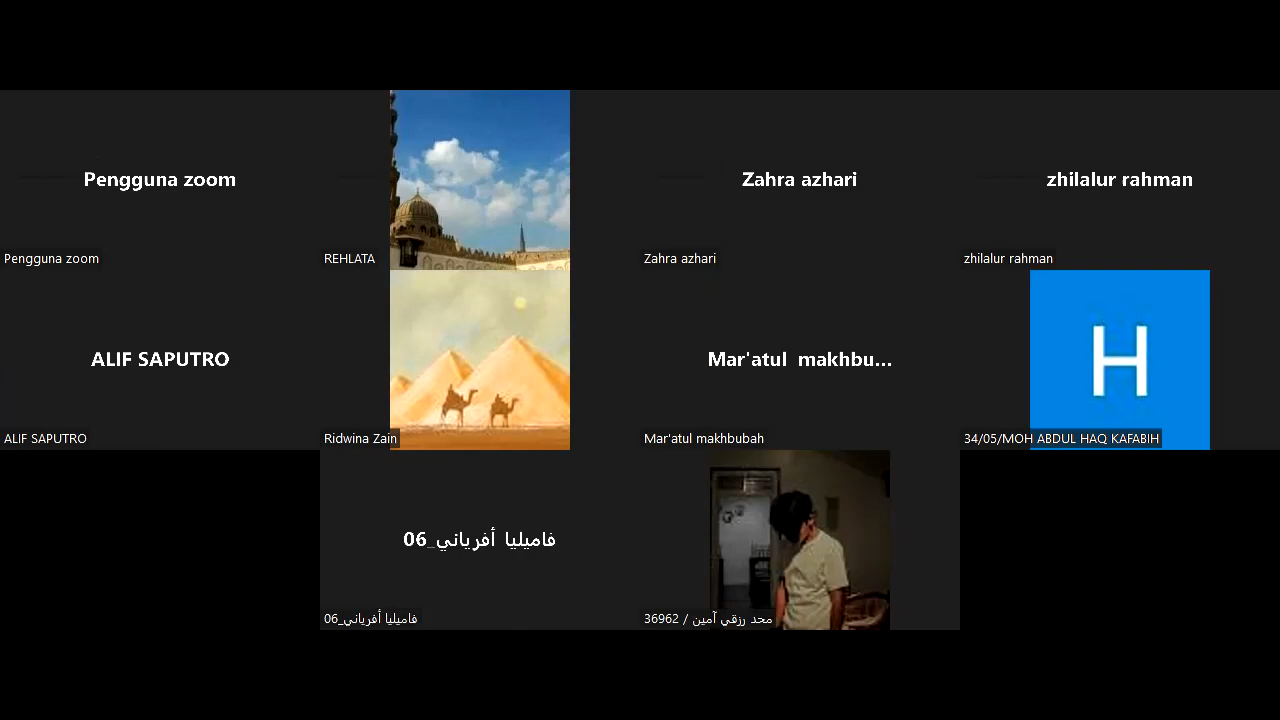 Pengguna zoom
Pengguna zoom
REHLATA
Zahra azhari
Zahra azhari
zhilalur rahman
zhilalur rahman
ALIF SAPUTRO
ALIF SAPUTRO
Ridwina Zain
Mar'atul makhbu...
Mar'atul makhbubah
H
34/05/MOH ABDUL HAQ KAFABIH
فاميليا أفرياني_06
فاميليا أفرياني_06
محد رزقي آمين / 36962